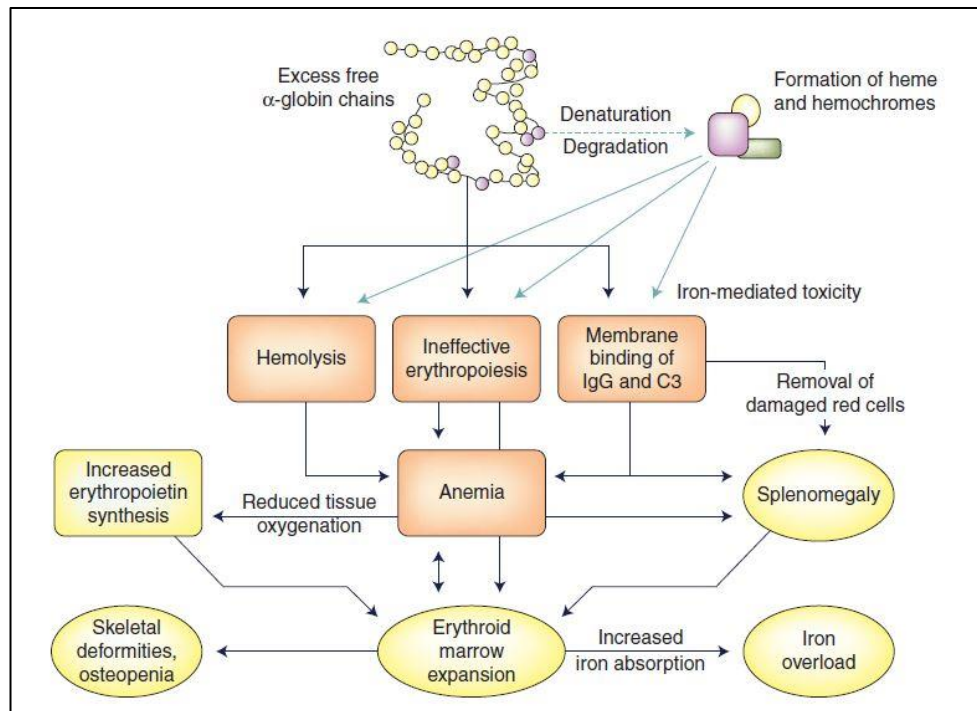 Excess free
α-globin chains
Denaturation
Degradation
Formation of heme
and hemochromes
Iron-mediated toxicity
Hemolysis
Ineffective
erythropoiesis
Membrane
binding of
IgG and C3
Removal of
damaged red cells
Increased
erythropoietin
synthesis
Reduced tissue
oxygenation
Anemia
Splenomegaly
Skeletal
deformities,
osteopenia
Erythroid
marrow
expansion
Increased
iron absorption
Iron
overload